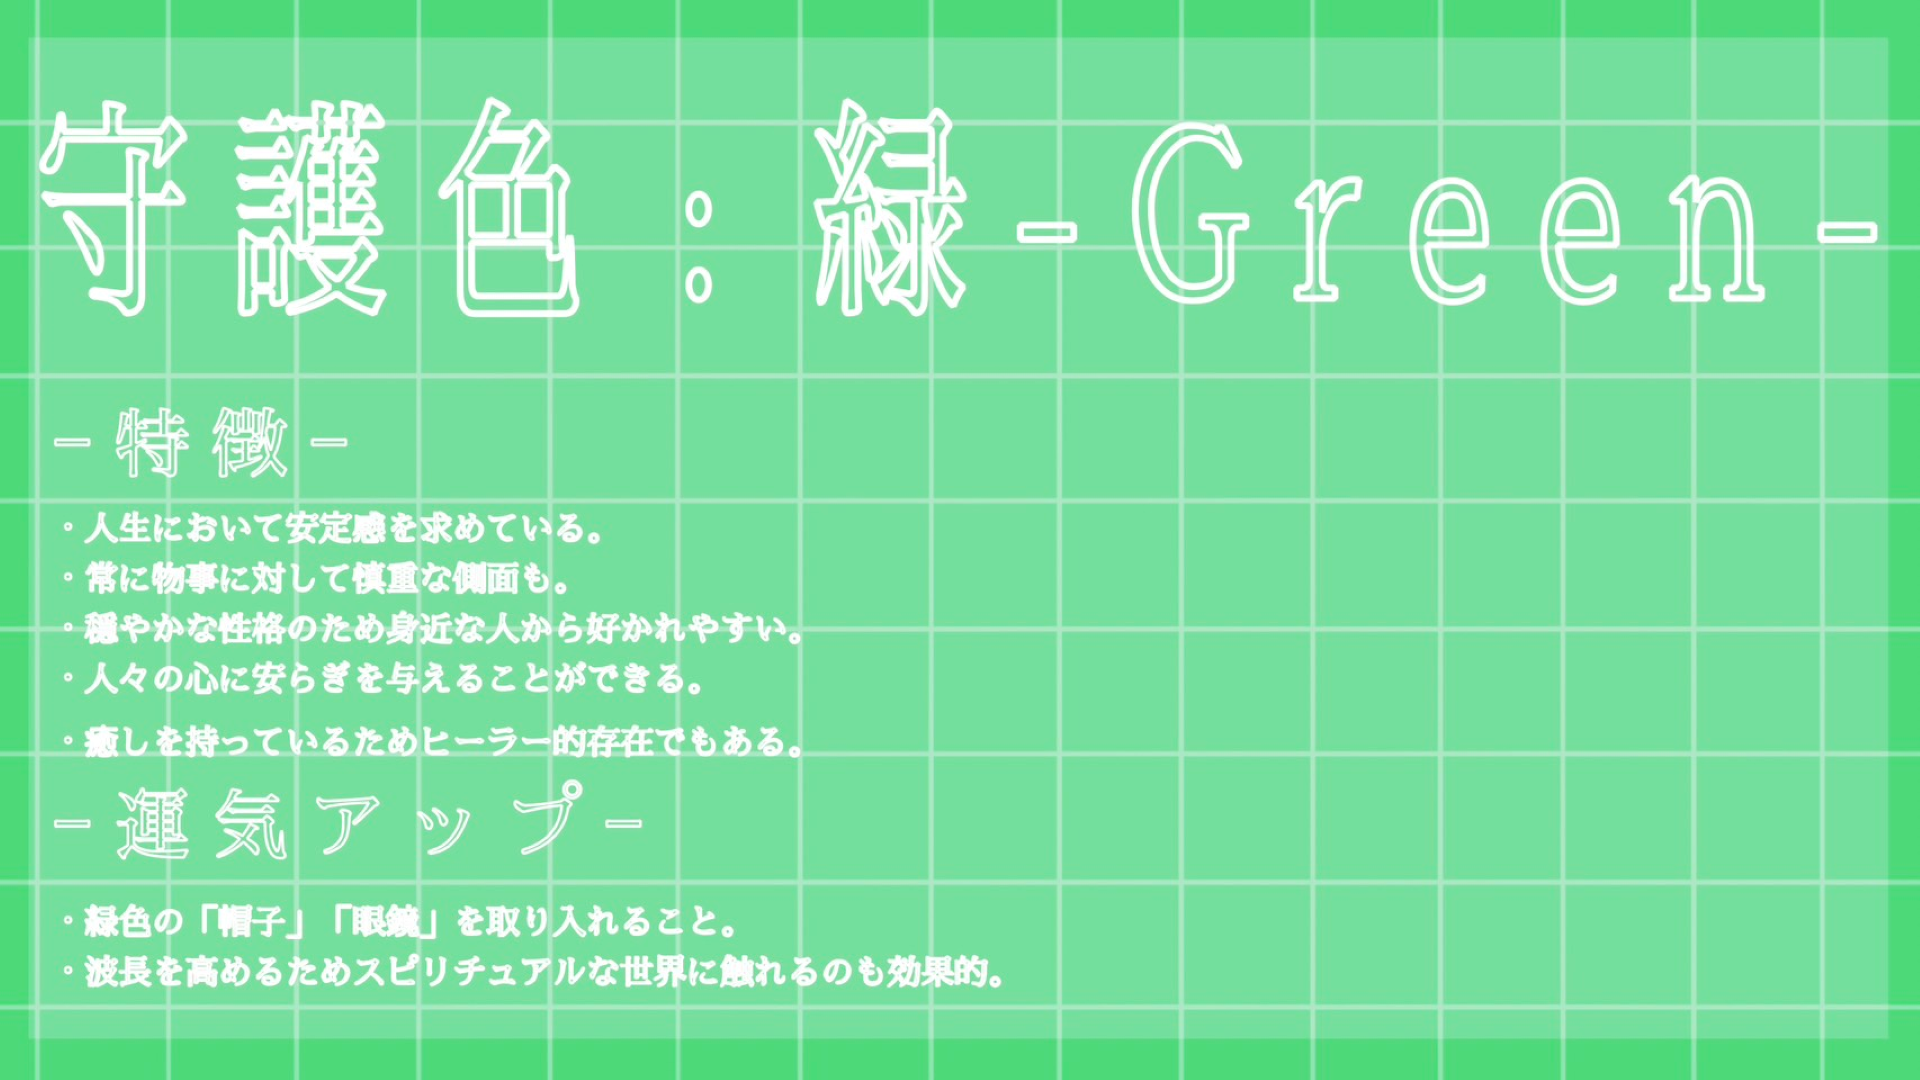 守護色：緑-Green-
-特徴-
・人生において安定感を求めている。
・常に物事に対して慎重な側面も。
・穏やかな性格のため身近な人から好かれやすい。
・人々の心に安らぎを与えることができる。
・癒しを持っているためヒーラー的存在でもある。
-運気アップ-
・緑色の「帽子」「眼鏡」を取り入れること。
・波長を高めるためスピリチュアルな世界に触れるのも効果的。